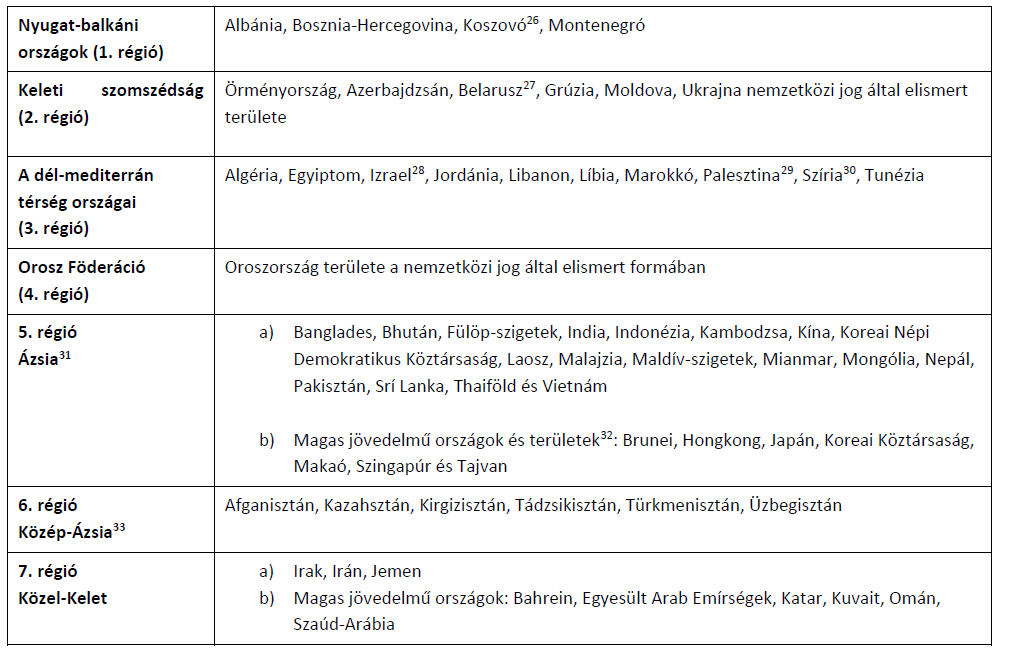 Nyugat-balkáni
országok (1. régió)
Albánia, Bosznia-Hercegovina, Koszovó26, Montenegró
Keleti szomszédság
(2. régió)
Örményország, Azerbajdzsán, Belarusz27, Grúzia, Moldova, Ukrajna nemzetközi jog által elismert
területe
A dél-mediterrán
térség országai
(3. régió)
Algéria, Egyiptom, Izrael28, Jordánia, Libanon, Líbia, Marokkó, Palesztina29, Szíria30, Tunézia
Orosz Föderáció
(4. régió)
Oroszország területe a nemzetközi jog által elismert formában
5. régió
Ázsia31
a) Banglades, Bhután, Fülöp-szigetek, India, Indonézia, Kambodzsa, Kína, Koreai Népi
Demokratikus Köztársaság, Laosz, Malajzia, Maldív-szigetek, Mianmar, Mongólia, Nepál,
Pakisztán, Srí Lanka, Thaiföld és Vietnám
b) Magas jövedelmű országok és területek32: Brunei, Hongkong, Japán, Koreai Köztársaság,
Makaó, Szingapúr és Tajvan
6. régió
Közép-Ázsia33
Afganisztán, Kazahsztán, Kirgizisztán, Tádzsikisztán, Türkmenisztán, Üzbegisztán
7. régió
Közel-Kelet
a) Irak, Irán, Jemen
b) Magas jövedelmű országok: Bahrein, Egyesült Arab Emírségek, Katar, Kuvait, Omán,
Szaúd-Arábia